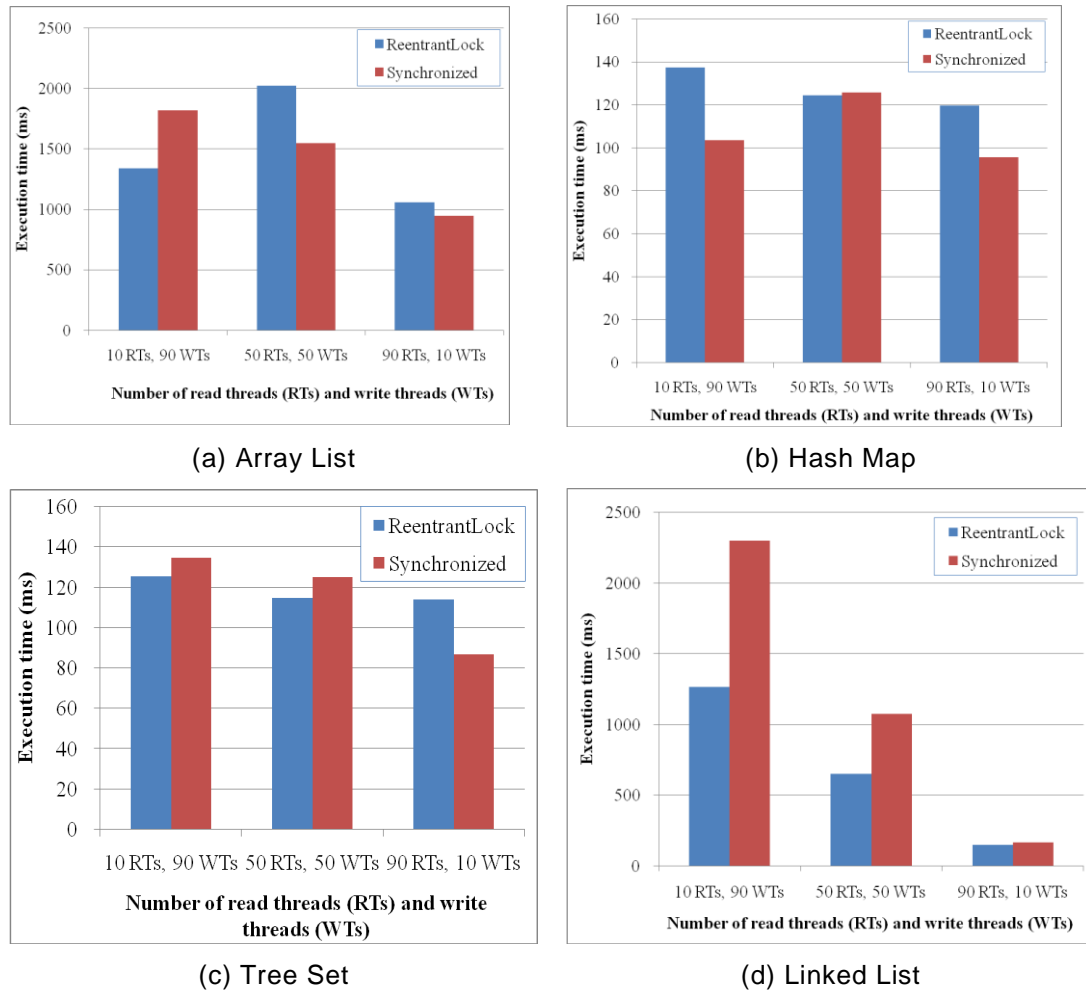 2500
2000
1500
1000
500
0
Execution time (ms)
ReentrantLock
Synchronized
10 RTs, 90 WTs 50 RTs, 50 WTs 90 RTs, 10 WTs
Number of read threads (RTs) and write threads (WTs)
(a) Array List
160
140
120
100
80
60
40
20
0
Execution time (ms)
ReentrantLock
Synchronized
10 RTs, 90 WTs 50 RTs, 50 WTs 90 RTs, 10 WTs
Number of read threads (RTs) and write threads (WTs)
(b) Hash Map
160
140
120
100
80
60
40
20
0
Execution time (ms)
ReentrantLock
Synchronized
10 RTs, 90 WTs 50 RTs, 50 WTs 90 RTs, 10 WTs
Number of read threads (RTs) and write
threads (WTs)
(c) Tree Set
2500
2000
1500
1000
500
0
Execution time (ms)
ReentrantLock
Synchronized
10 RTs, 90 WTs 50 RTs, 50 WTs 90 RTs, 10 WTs
Number of read threads (RTs) and write threads (WTs)
(d) Linked List